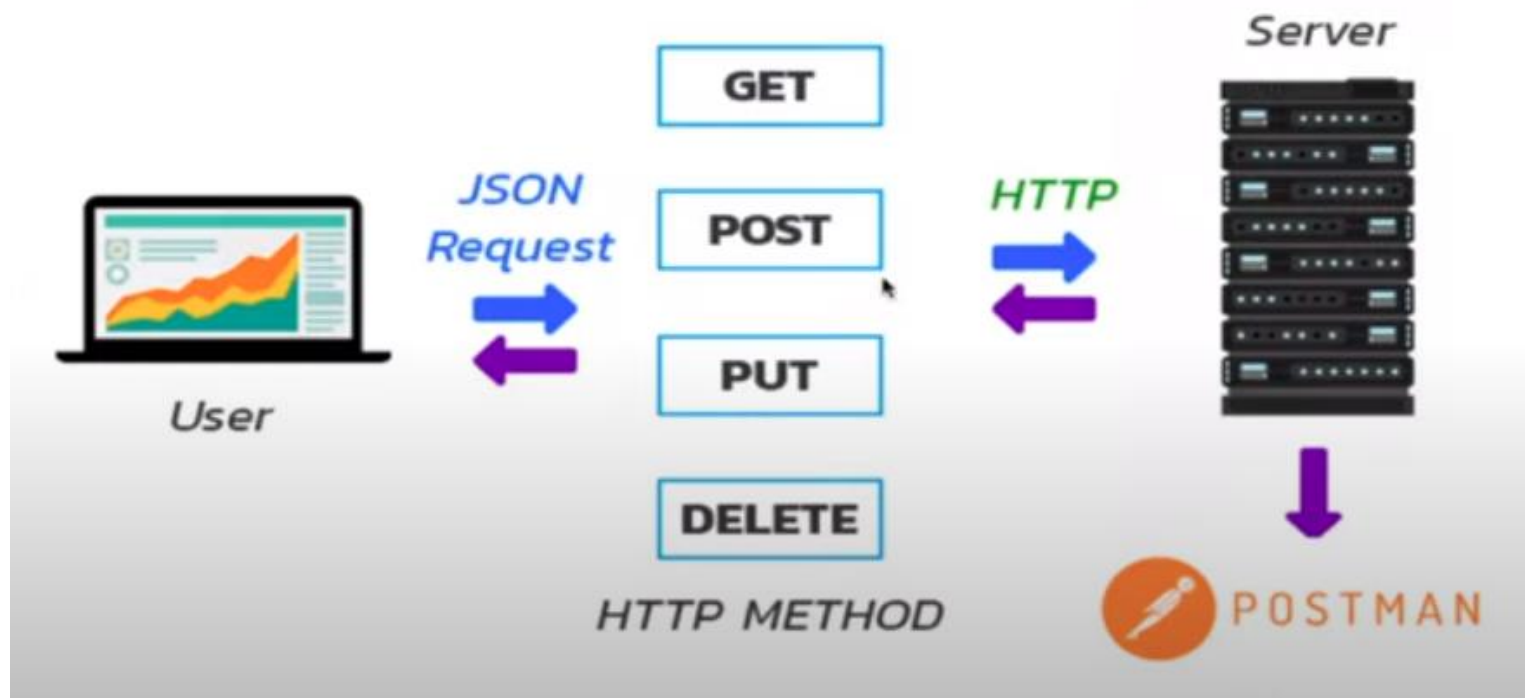 Server
GET
JSON
Request
POST
HTTP
PUT
User
DELETE
HTTP METHOD
POSTMAN